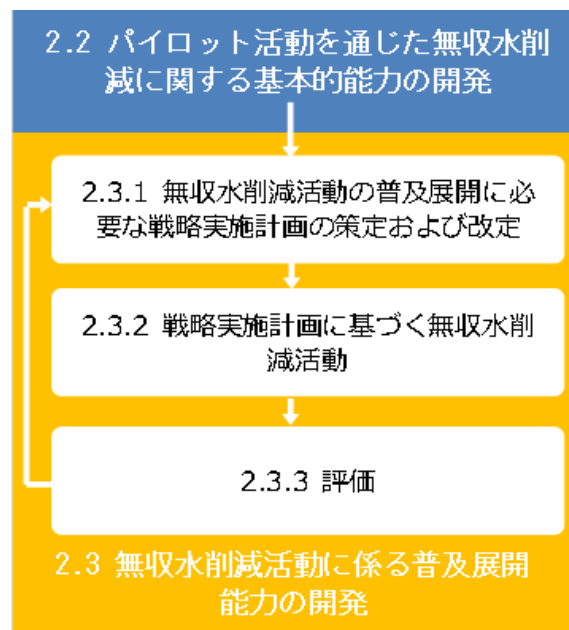 2.2 パイロット活動を通じた無収水削
減に関する基本的能力の開発
2.3.1 無収水削減活動の普及展開に必
要な戦略実施計画の策定および改定
2.3.2 戦略実施計画に基づく無収水削
減活動
2.3.3 評価
2.3 無収水削減活動に係る普及展開
能力の開発